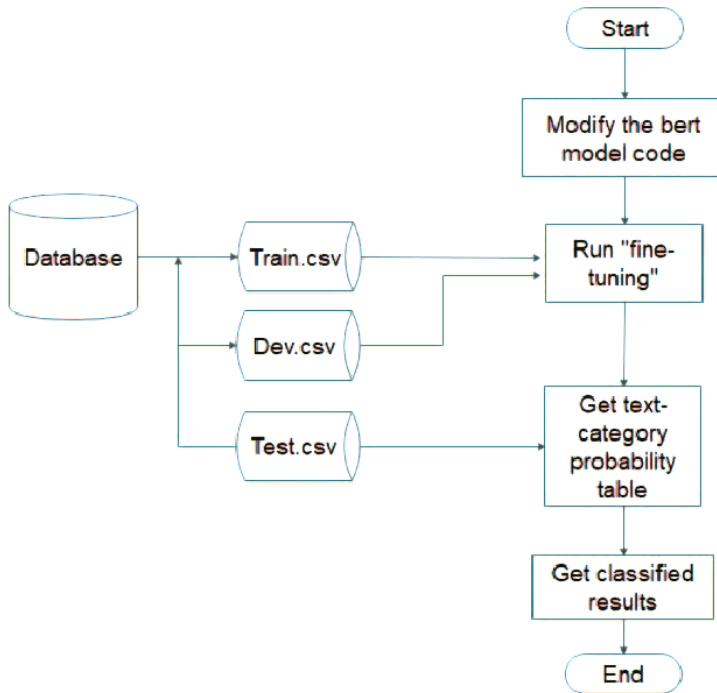 Start
Modify the bert
model code
Database
Train.csv
Run "fine-
tuning"
Dev.csv
Get text-
category
probability
table
Test.csv
Get classified
results
End